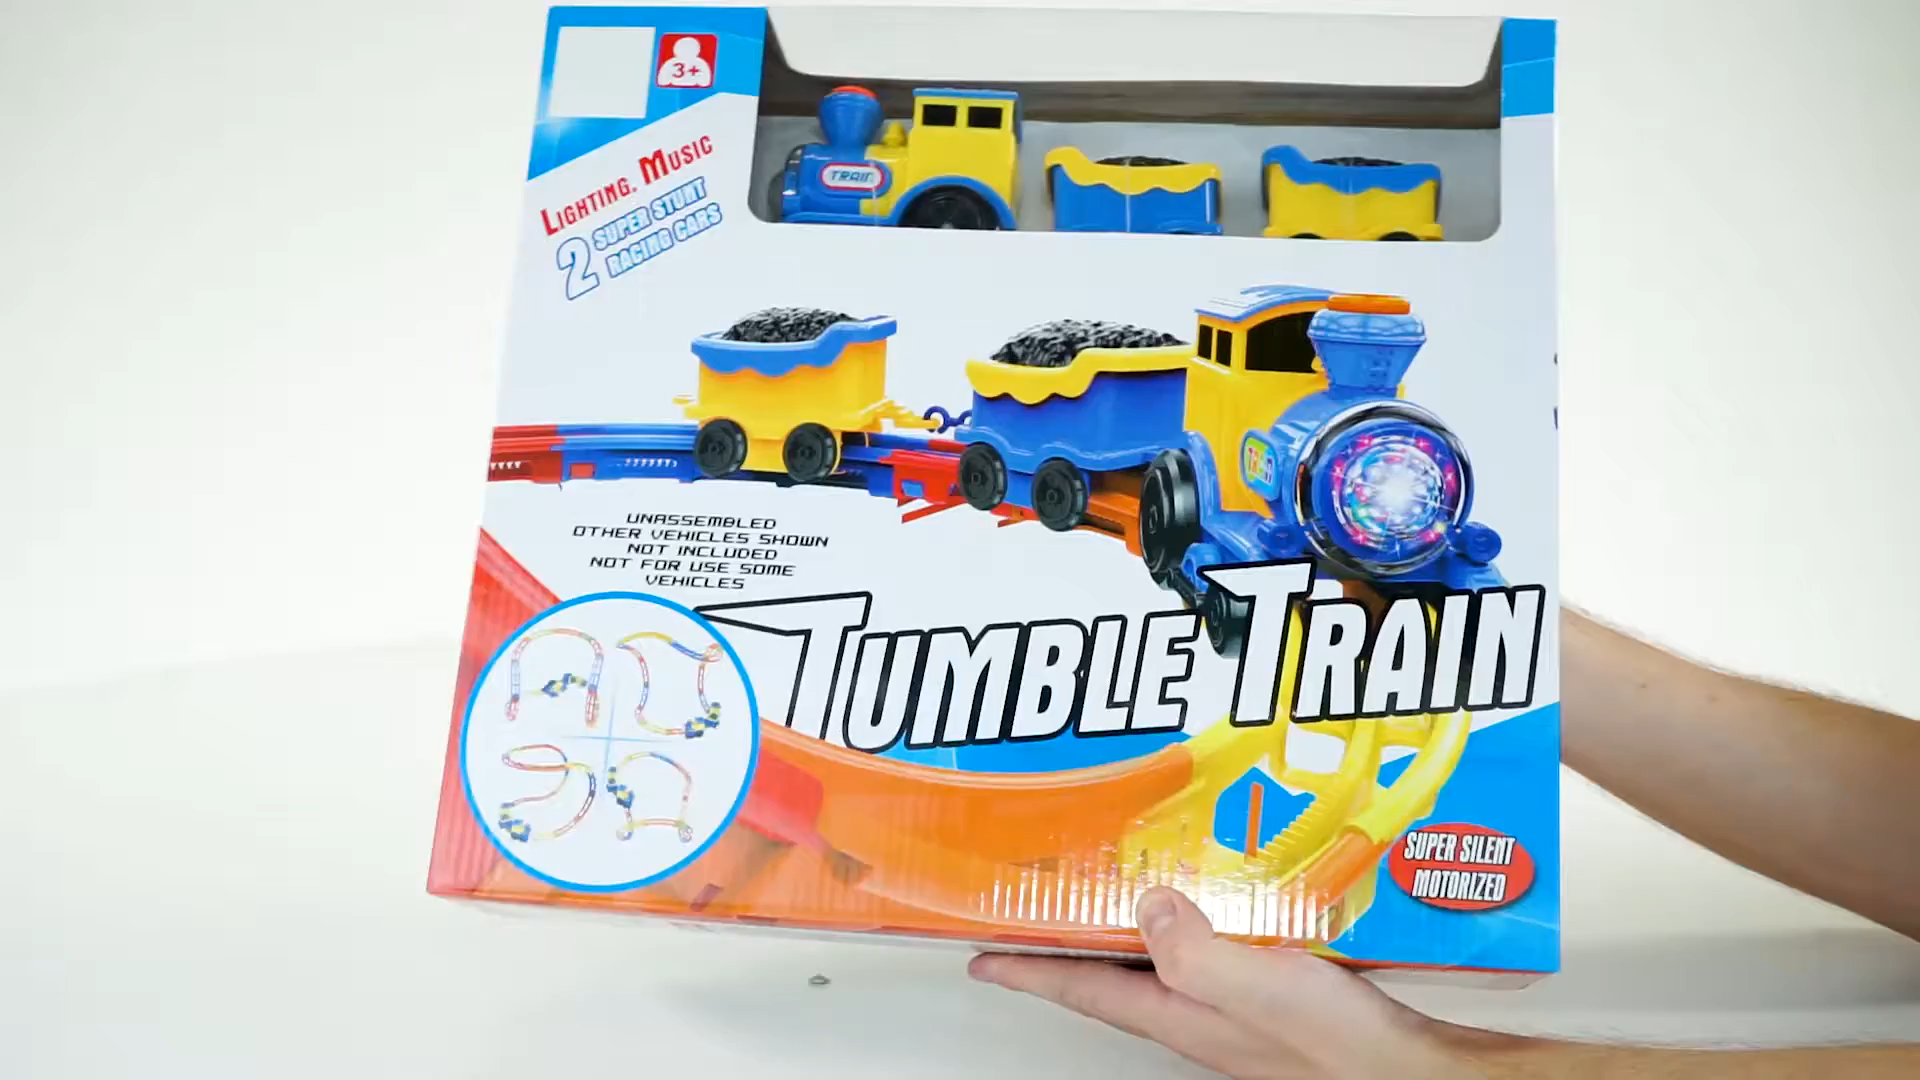 3+
LIGHTING. MUSIC
2 SUPER STUNT
RACING CARS
TRAIN
TRAIN
UNASSEMBLED
OTHER VEHICLES SHOWN
NOT INCLUDED
NOT FOR USE SOME
VEHICLES
TUMBLE TRAIN
SUPER SILENT
MOTORIZED